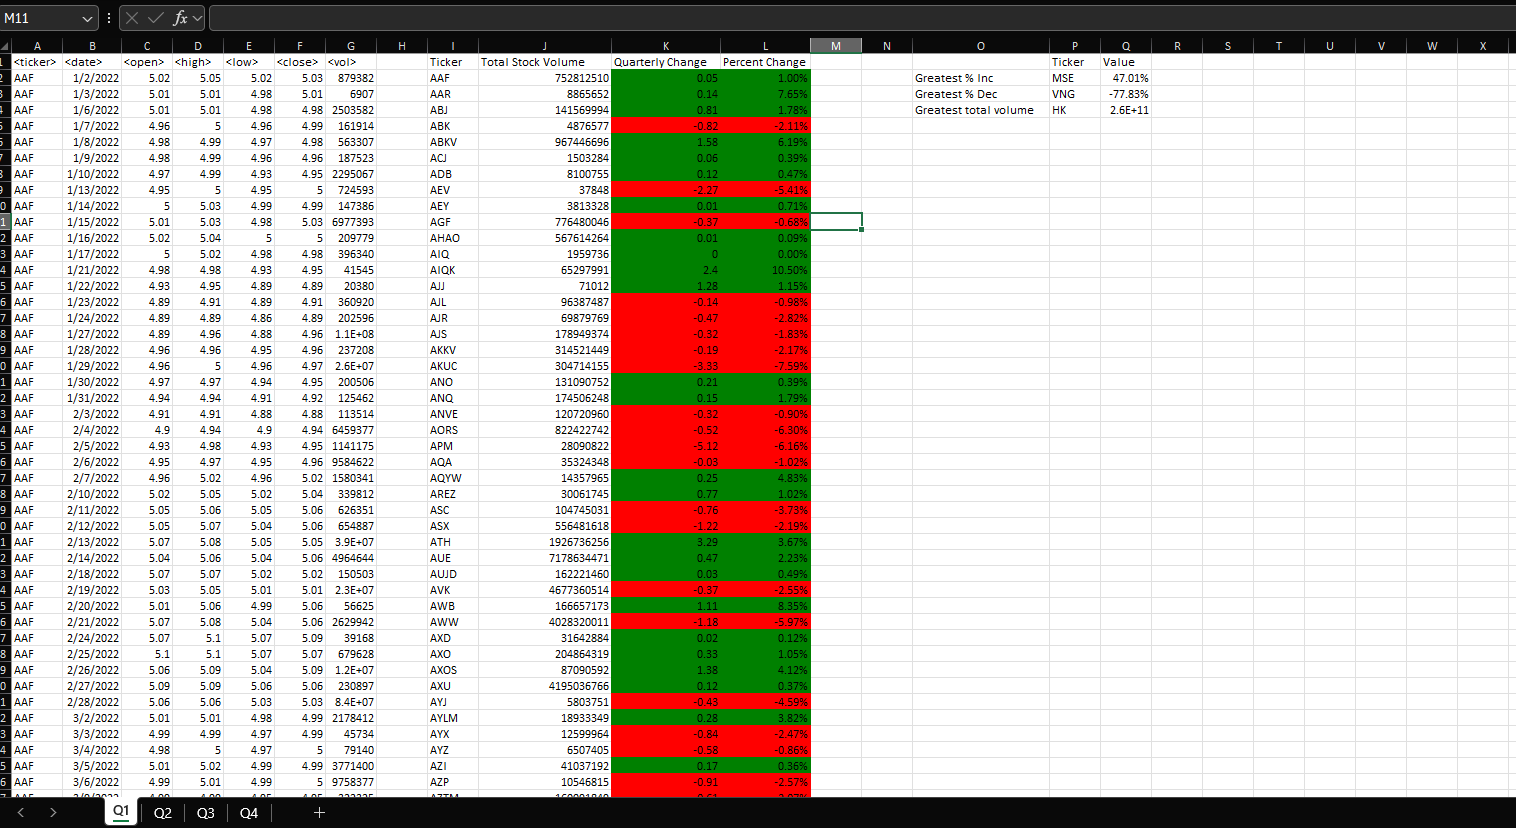 M11 fx
A B C D E F G H I J K L M N O P Q R S T U V W X
<ticker> <date> <open> <high> <low> <close> <vol> Ticker Total Stock Volume Quarterly Change Percent Change Ticker Value
AAF 1/2/2022 5.02 5.05 5.02 5.03 879382 AAF 752812510 0.05 1.00% Greatest % Inc MSE 47.01%
AAF 1/3/2022 5.01 5.01 4.98 5.01 6907 AAR 8865652 0.14 7.65% Greatest % Dec VNG -77.83%
AAF 1/6/2022 5.01 5.01 4.98 4.98 2503582 ABJ 141569994 0.81 1.78% Greatest total volume HK 2.6E+11
AAF 1/7/2022 4.96 5 4.96 4.99 161914 ABK 4876577 -0.82 -2.11%
AAF 1/8/2022 4.98 4.99 4.97 4.98 563307 ABKV 967446696 1.58 6.19%
AAF 1/9/2022 4.98 4.99 4.96 4.96 187523 ACJ 1503284 0.06 0.39%
AAF 1/10/2022 4.97 4.99 4.93 4.95 2295067 ADB 8100755 0.12 0.47%
AAF 1/13/2022 4.95 5 4.95 5 724593 AEV 37848 -2.27 -5.41%
AAF 1/14/2022 5 5.03 4.99 4.99 147386 AEY 3813328 0.01 0.71%
AAF 1/15/2022 5.01 5.03 4.98 5.03 6977393 AGF 776480046 -0.37 -0.68%
AAF 1/16/2022 5.02 5.04 5 5 209779 AHAO 567614264 0.01 0.09%
AAF 1/17/2022 5 5.02 4.98 4.98 396340 AIQ 1959736 0 0.00%
AAF 1/21/2022 4.98 4.98 4.93 4.95 41545 AIQK 65297991 2.4 10.50%
AAF 1/22/2022 4.93 4.95 4.89 4.89 20380 AJJ 71012 1.28 1.15%
AAF 1/23/2022 4.89 4.91 4.89 4.91 360920 AJL 96387487 -0.14 -0.98%
AAF 1/24/2022 4.89 4.89 4.86 4.89 202596 AJR 69879769 -0.47 -2.82%
AAF 1/27/2022 4.89 4.96 4.88 4.96 1.1E+08 AJS 178949374 -0.32 -1.83%
AAF 1/28/2022 4.96 4.96 4.95 4.96 237208 AKKV 314521449 -0.19 -2.17%
AAF 1/29/2022 4.96 5 4.96 4.97 2.6E+07 AKUC 304714155 -3.33 -7.59%
AAF 1/30/2022 4.97 4.97 4.94 4.95 200506 ANO 131090752 0.21 0.39%
AAF 1/31/2022 4.94 4.94 4.91 4.92 125462 ANQ 174506248 0.15 1.79%
AAF 2/3/2022 4.91 4.91 4.88 4.88 113514 ANVE 120720960 -0.32 -0.90%
AAF 2/4/2022 4.9 4.94 4.9 4.94 6459377 AORS 822422742 -0.52 -6.30%
AAF 2/5/2022 4.93 4.98 4.93 4.95 1141175 APM 28090822 -5.12 -6.16%
AAF 2/6/2022 4.95 4.97 4.95 4.96 9584622 AQA 35324348 -0.03 -1.02%
AAF 2/7/2022 4.96 5.02 4.96 5.02 1580341 AQYW 14357965 0.25 4.83%
AAF 2/10/2022 5.02 5.05 5.02 5.04 339812 AREZ 30061745 0.77 1.02%
AAF 2/11/2022 5.05 5.06 5.05 5.06 626351 ASC 104745031 -0.76 -3.73%
AAF 2/12/2022 5.05 5.07 5.04 5.06 654887 ASX 556481618 -1.22 -2.19%
AAF 2/13/2022 5.07 5.08 5.05 5.05 3.9E+07 ATH 1926736256 3.29 3.67%
AAF 2/14/2022 5.04 5.06 5.04 5.06 4964644 AUE 7178634471 0.47 2.23%
AAF 2/18/2022 5.07 5.07 5.02 5.02 150503 AUJD 162221460 0.03 0.49%
AAF 2/19/2022 5.03 5.05 5.01 5.01 2.3E+07 AVK 4677360514 -0.37 -2.55%
AAF 2/20/2022 5.01 5.06 4.99 5.06 56625 AWB 166657173 1.11 8.35%
AAF 2/21/2022 5.07 5.08 5.04 5.06 2629942 AWW 4028320011 -1.18 -5.97%
AAF 2/24/2022 5.07 5.1 5.07 5.09 39168 AXD 31642884 0.02 0.12%
AAF 2/25/2022 5.1 5.1 5.07 5.07 679628 AXO 204864319 0.33 1.05%
AAF 2/26/2022 5.06 5.09 5.04 5.09 1.2E+07 AXOS 87090592 1.38 4.12%
AAF 2/27/2022 5.09 5.09 5.06 5.06 230897 AXU 4195036766 0.12 0.37%
AAF 2/28/2022 5.06 5.06 5.03 5.03 8.4E+07 AYJ 5803751 -0.43 -4.59%
AAF 3/2/2022 5.01 5.01 4.98 4.99 2178412 AYLM 18933349 0.28 3.82%
AAF 3/3/2022 4.99 4.99 4.97 4.99 45734 AYX 12599964 -0.84 -2.47%
AAF 3/4/2022 4.98 5 4.97 5 79140 AYZ 6507405 -0.58 -0.86%
AAF 3/5/2022 5.01 5.02 4.99 4.99 3771400 AZI 41037192 0.17 0.36%
AAF 3/6/2022 4.99 5.01 4.99 5 9758377 AZP 10546815 -0.91 -2.57%
Q1 Q2 Q3 Q4 +